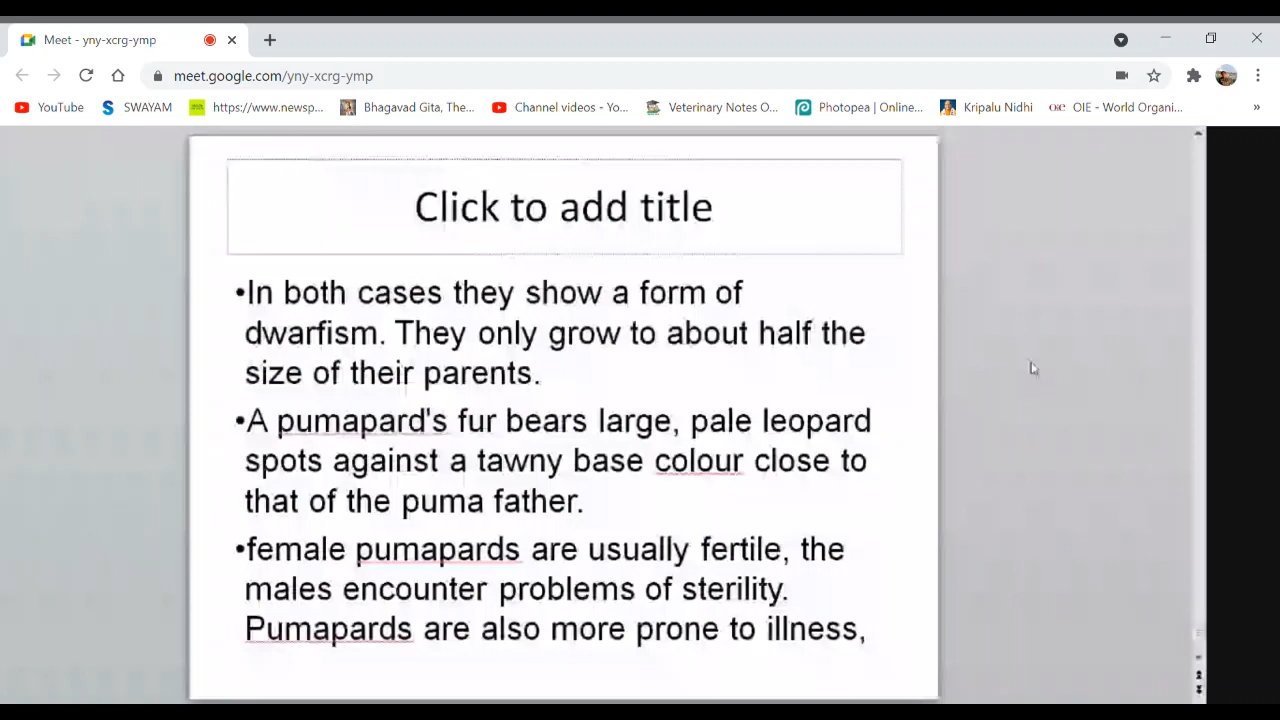 Meet - yny-xcrg-ymp
meet.google.com/yny-xcrg-ymp
YouTube
SWAYAM
https://www.newsp...
Bhagavad Gita, The...
Channel videos - Yo...
Veterinary Notes O...
Photopea | Online...
Kripalu Nidhi
OIE - World Organi...
»
Click to add title
•In both cases they show a form of
dwarfism. They only grow to about half the
size of their parents.
•A pumapard's fur bears large, pale leopard
spots against a tawny base colour close to
that of the puma father.
•female pumapards are usually fertile, the
males encounter problems of sterility.
Pumapards are also more prone to illness,